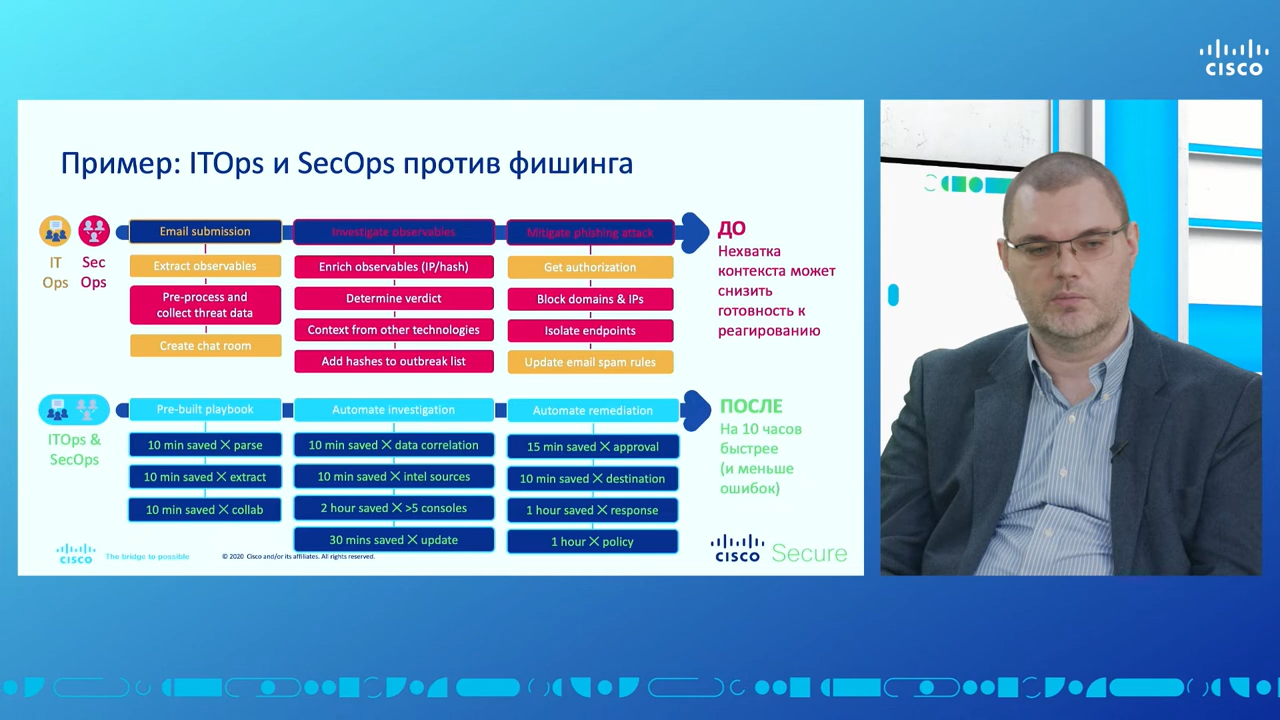 CISCO
Пример: ITOps и SecOps против фишинга
IT
Ops
Sec
Ops
Email submission
Extract observables
Pre-process and
collect threat data
Create chat room
Investigate observables
Enrich observables (IP/hash)
Determine verdict
Context from other technologies
Add hashes to outbreak list
Mitigate phishing attack
Get authorization
Block domains & IPs
Isolate endpoints
Update email spam rules
ДО
Нехватка
контекста может
снизить
готовность к
реагированию
ITOps &
SecOps
Pre-built playbook
10 min saved X parse
10 min saved X extract
10 min saved X collab
Automate investigation
10 min saved X data correlation
10 min saved X intel sources
2 hour saved X >5 consoles
30 mins saved X update
Automate remediation
15 min saved X approval
10 min saved X destination
1 hour saved X response
1 hour X policy
ПОСЛЕ
На 10 часов
быстрее
(и меньше
ошибок)
CISCO
The bridge to possible
© 2020 Cisco and/or its affiliates. All rights reserved.
CISCO Secure